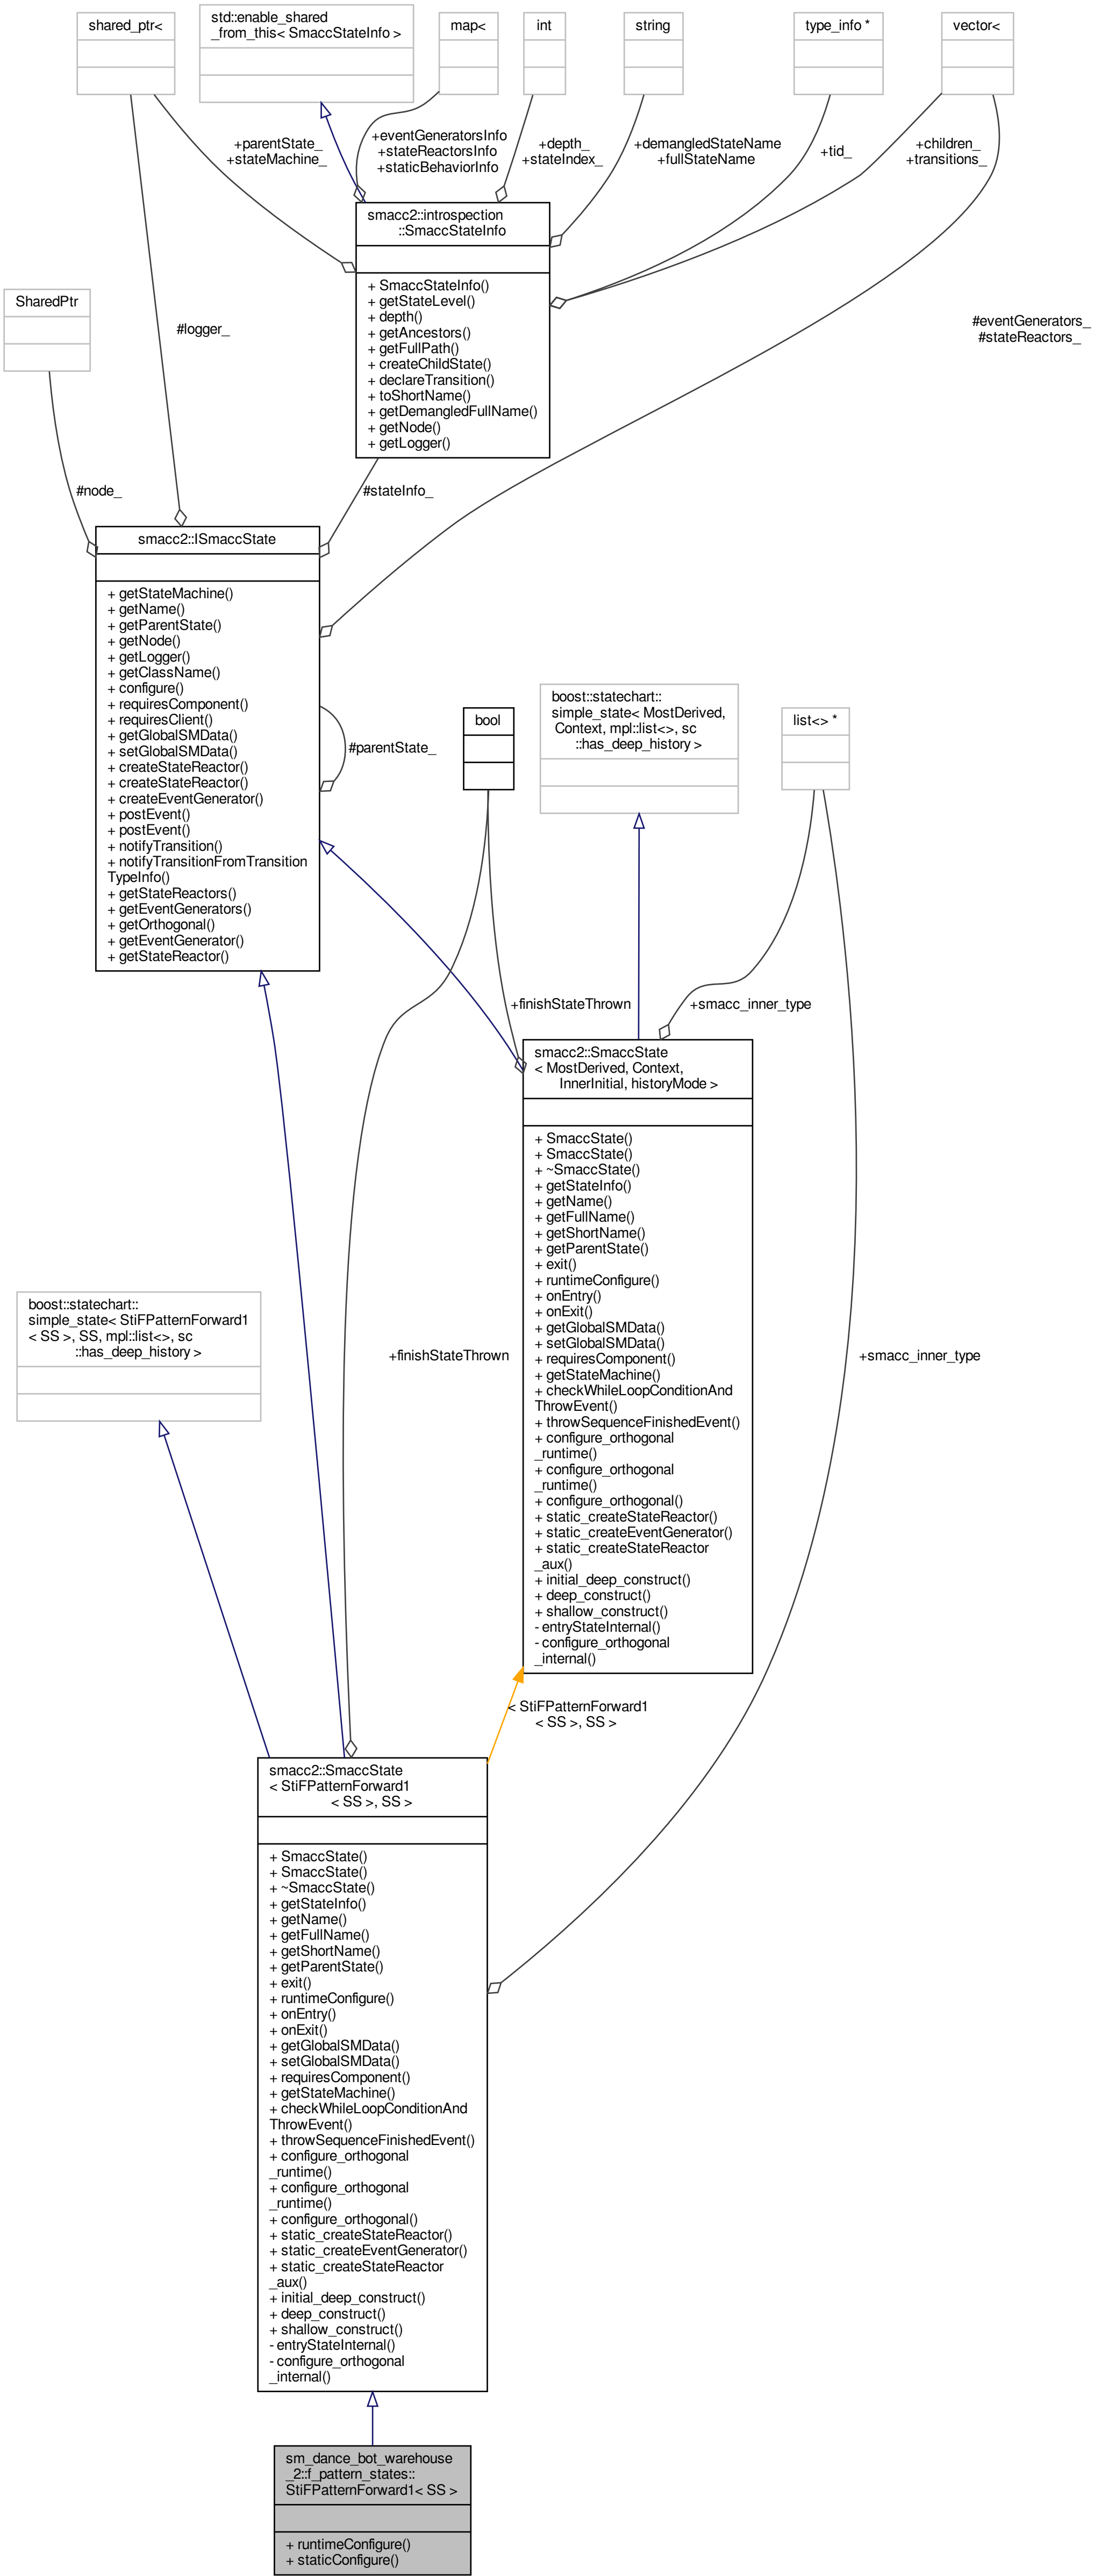 shared_ptr<
std::enable_shared
_from_this< SmaccStateInfo >
map<
int
string
type_info *
vector<
+parentState_
+stateMachine_
+eventGeneratorsInfo
+stateReactorsInfo
+staticBehaviorInfo
+depth_
+stateIndex_
+demangledStateName
+fullStateName
+tid_
+children_
+transitions_
smacc2::introspection
::SmaccStateInfo
+ SmaccStateInfo()
+ getStateLevel()
+ depth()
+ getAncestors()
+ getFullPath()
+ createChildState()
+ declareTransition()
+ toShortName()
+ getDemangledFullName()
+ getNode()
+ getLogger()
SharedPtr
#logger_
#eventGenerators_
#stateReactors_
#node_
#stateInfo_
smacc2::ISmaccState
+ getStateMachine()
+ getName()
+ getParentState()
+ getNode()
+ getLogger()
+ getClassName()
+ configure()
+ requiresComponent()
+ requiresClient()
+ getGlobalSMData()
+ setGlobalSMData()
+ createStateReactor()
+ createStateReactor()
+ createEventGenerator()
+ postEvent()
+ postEvent()
+ notifyTransition()
+ notifyTransitionFromTransition
TypeInfo()
+ getStateReactors()
+ getEventGenerators()
+ getOrthogonal()
+ getEventGenerator()
+ getStateReactor()
#parentState_
bool
boost::statechart::
simple_state< MostDerived,
Context, mpl::list<>, sc
::has_deep_history >
list<> *
+finishStateThrown
+smacc_inner_type
smacc2::SmaccState
< MostDerived, Context,
InnerInitial, historyMode >
+ SmaccState()
+ SmaccState()
+ ~SmaccState()
+ getStateInfo()
+ getName()
+ getFullName()
+ getShortName()
+ getParentState()
+ exit()
+ runtimeConfigure()
+ onEntry()
+ onExit()
+ getGlobalSMData()
+ setGlobalSMData()
+ requiresComponent()
+ getStateMachine()
+ checkWhileLoopConditionAnd
ThrowEvent()
+ throwSequenceFinishedEvent()
+ configure_orthogonal
_runtime()
+ configure_orthogonal
_runtime()
+ configure_orthogonal()
+ static_createStateReactor()
+ static_createEventGenerator()
+ static_createStateReactor
_aux()
+ initial_deep_construct()
+ deep_construct()
+ shallow_construct()
- entryStateInternal()
- configure_orthogonal
_internal()
boost::statechart::
simple_state< StiFPatternForward1
< SS >, SS, mpl::list<>, sc
::has_deep_history >
+finishStateThrown
+smacc_inner_type
< StiFPatternForward1
< SS >, SS >
smacc2::SmaccState
< StiFPatternForward1
< SS >, SS >
+ SmaccState()
+ SmaccState()
+ ~SmaccState()
+ getStateInfo()
+ getName()
+ getFullName()
+ getShortName()
+ getParentState()
+ exit()
+ runtimeConfigure()
+ onEntry()
+ onExit()
+ getGlobalSMData()
+ setGlobalSMData()
+ requiresComponent()
+ getStateMachine()
+ checkWhileLoopConditionAnd
ThrowEvent()
+ throwSequenceFinishedEvent()
+ configure_orthogonal
_runtime()
+ configure_orthogonal
_runtime()
+ configure_orthogonal()
+ static_createStateReactor()
+ static_createEventGenerator()
+ static_createStateReactor
_aux()
+ initial_deep_construct()
+ deep_construct()
+ shallow_construct()
- entryStateInternal()
- configure_orthogonal
_internal()
sm_dance_bot_warehouse
_2::f_pattern_states::
StiFPatternForward1< SS >
+ runtimeConfigure()
+ staticConfigure()